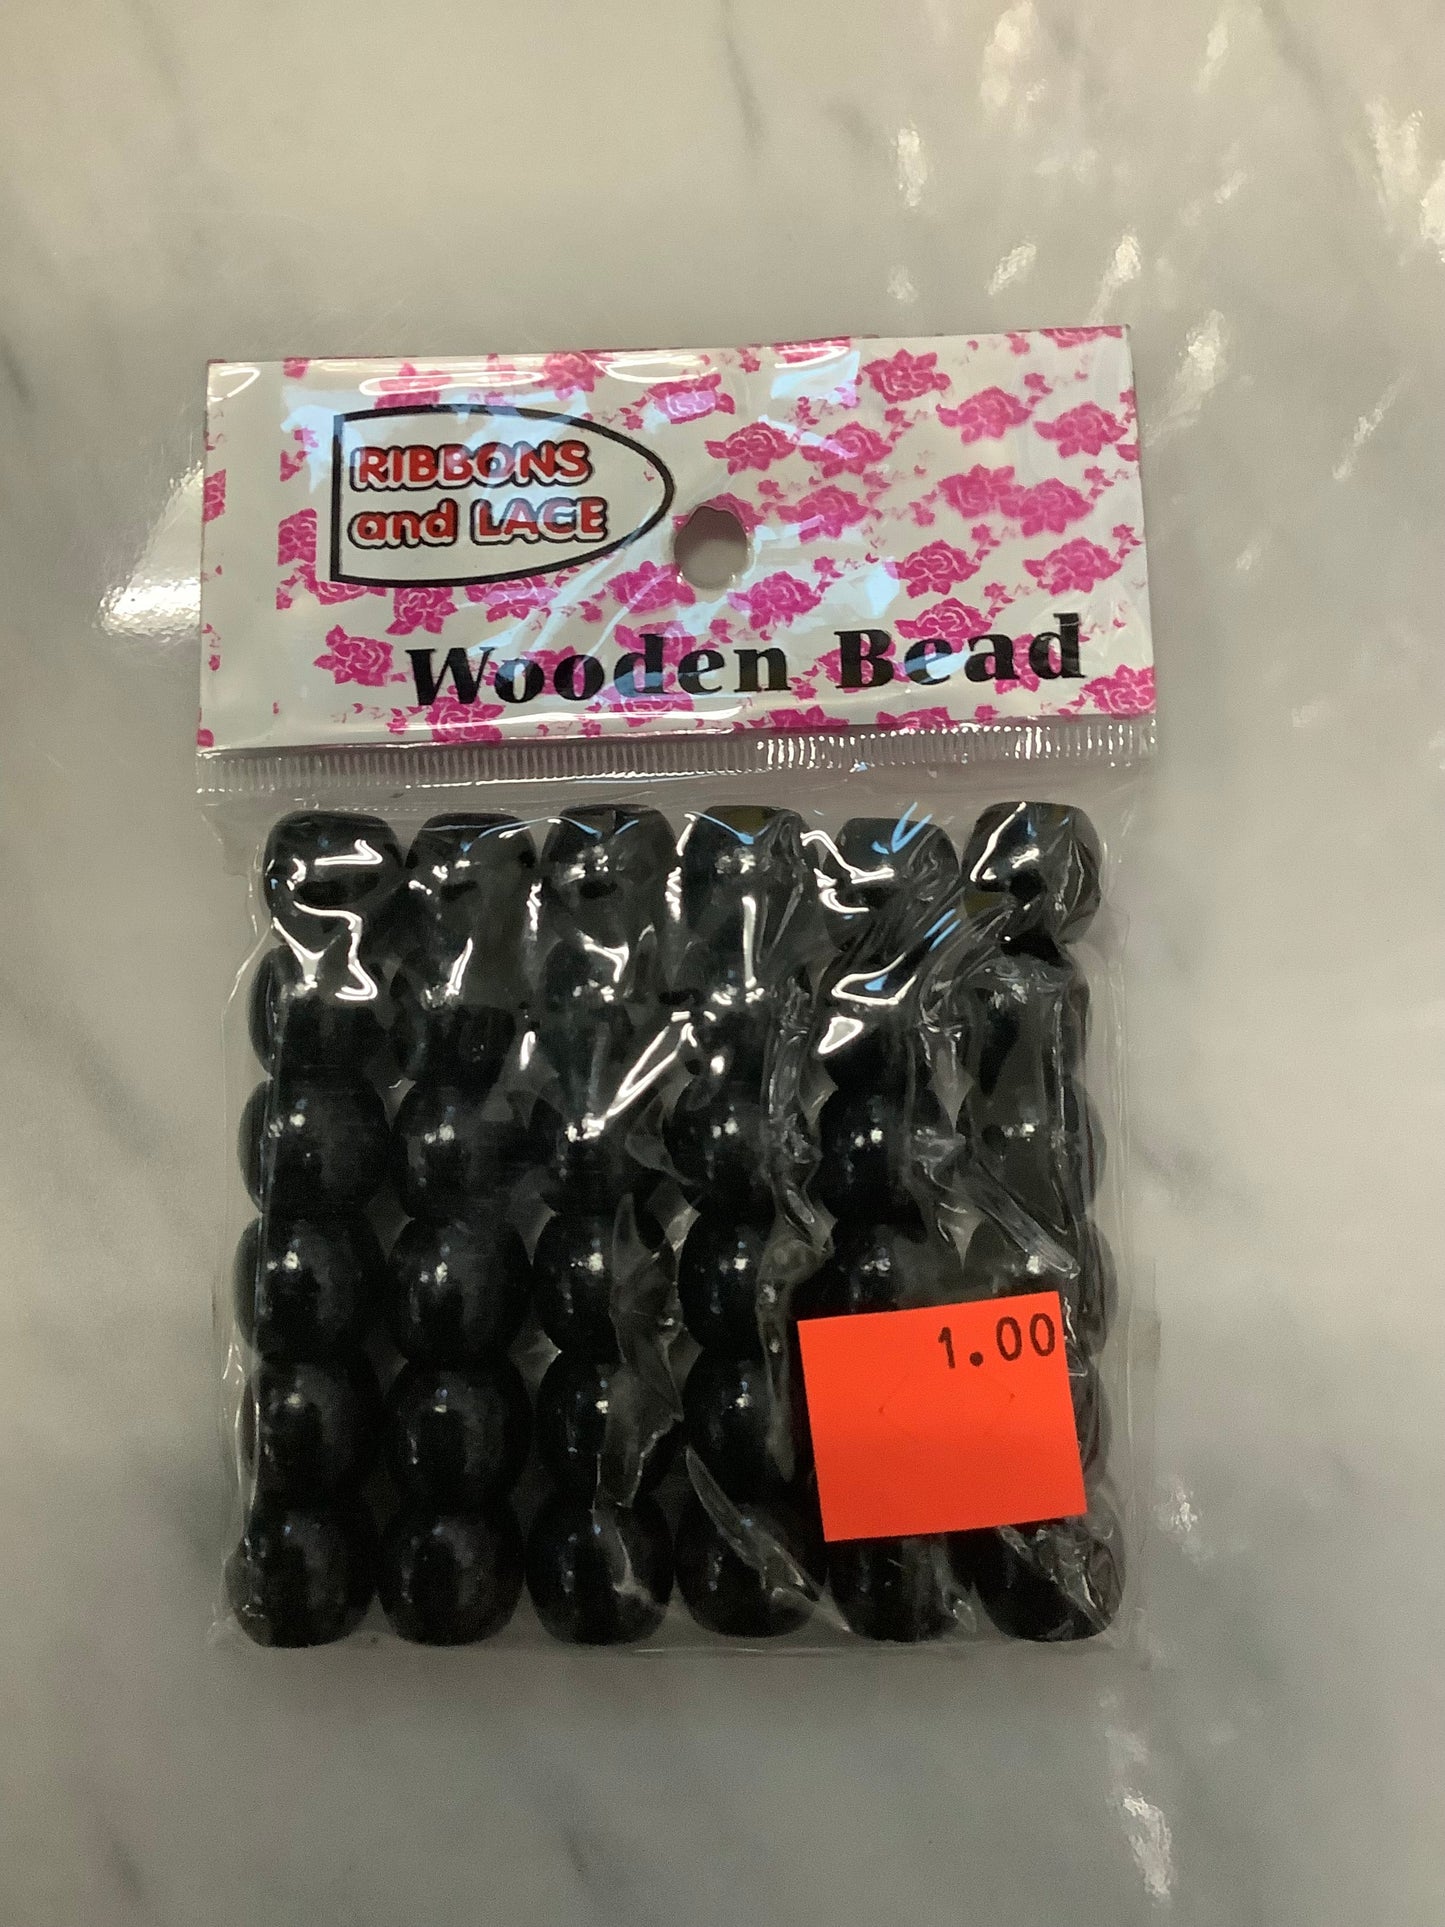 RIBBONS
and LACE
Wooden Bead
1.00